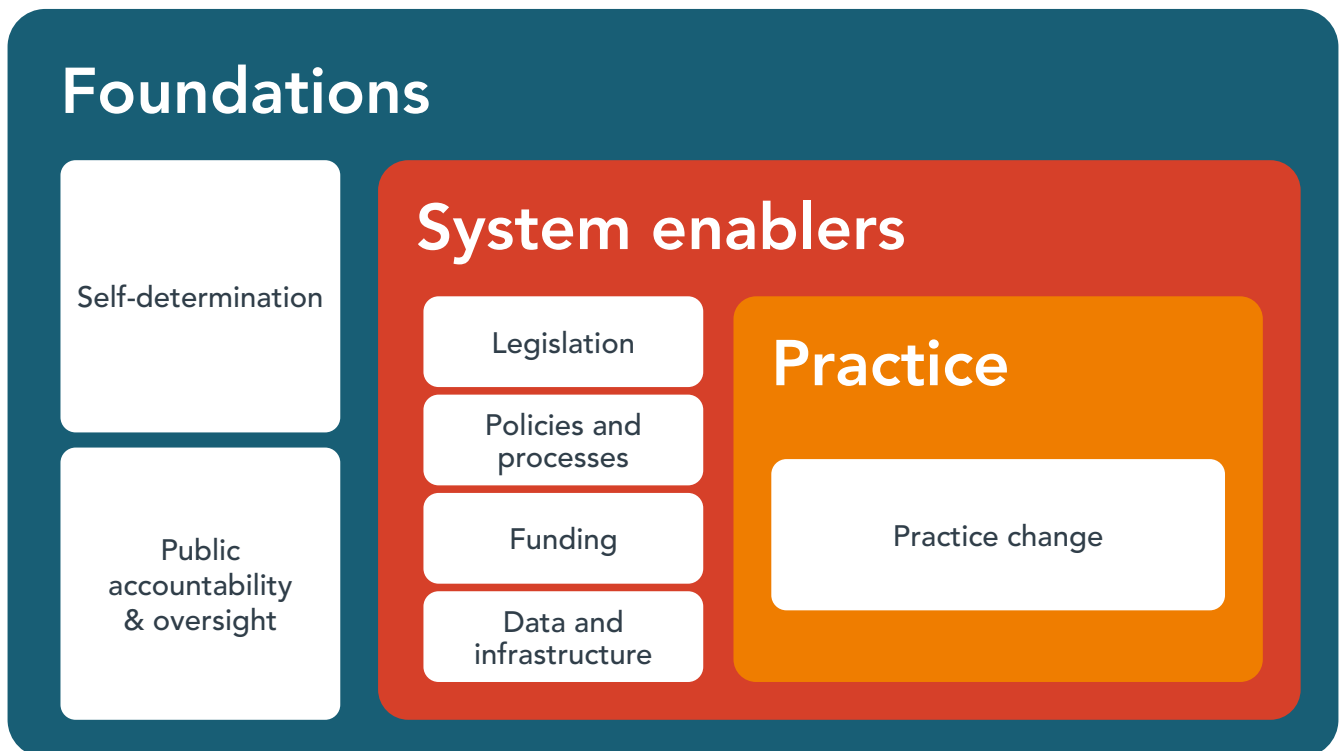 Foundations
Self-determination
Public
accountability
& oversight
System enablers
Legislation
Policies and
processes
Funding
Data and
infrastructure
Practice
Practice change